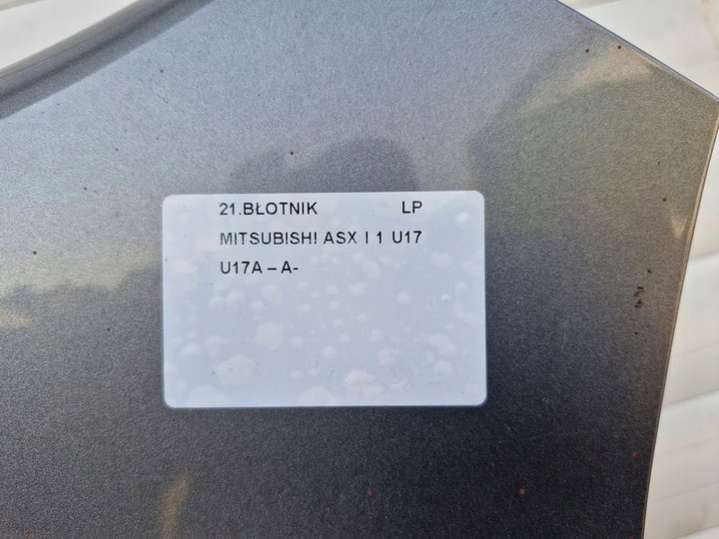 21.BŁOTNIK LP
MITSUBISHI ASX I 1 U17
U17A – A-